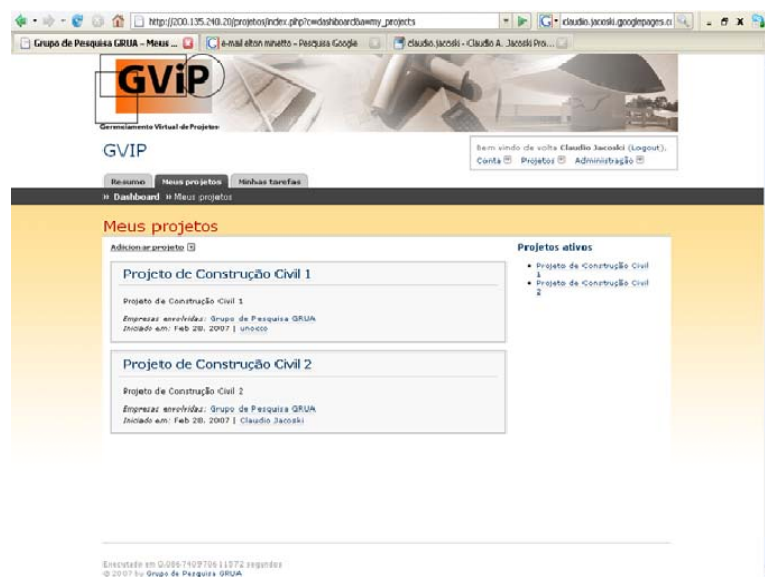 http://200.135.240.20/projetos/index.php?c=dashboard&a=my_projects
claudio.jacoski.googlepages.co
Grupo de Pesquisa GRUA - Meus ...
e-mail elton minetto - Pesquisa Google
claudio.jacoski - Claudio A. Jacoski Pro...
GViP
Gerenciamento Virtual de Projetos
GVIP
Bem vindo de volta Claudio Jacoski (Logout).
Conta Projetos Administração
Resumo Meus projetos Minhas tarefas
» Dashboard » Meus projetos
Meus projetos
Adicionar projeto
Projeto de Construção Civil 1
Projeto de Construção Civil 1
Empresas envolvidas: Grupo de Pesquisa GRUA
Iniciado em: Feb 28, 2007 | unocco
Projeto de Construção Civil 2
Projeto de Construção Civil 2
Empresas envolvidas: Grupo de Pesquisa GRUA
Iniciado em: Feb 28, 2007 | Claudio Jacoski
Projetos ativos
Projeto de Construção Civil
1
Projeto de Construção Civil
2
Executado em segundos
© 2007 by Grupo de Pesquisa GRUA